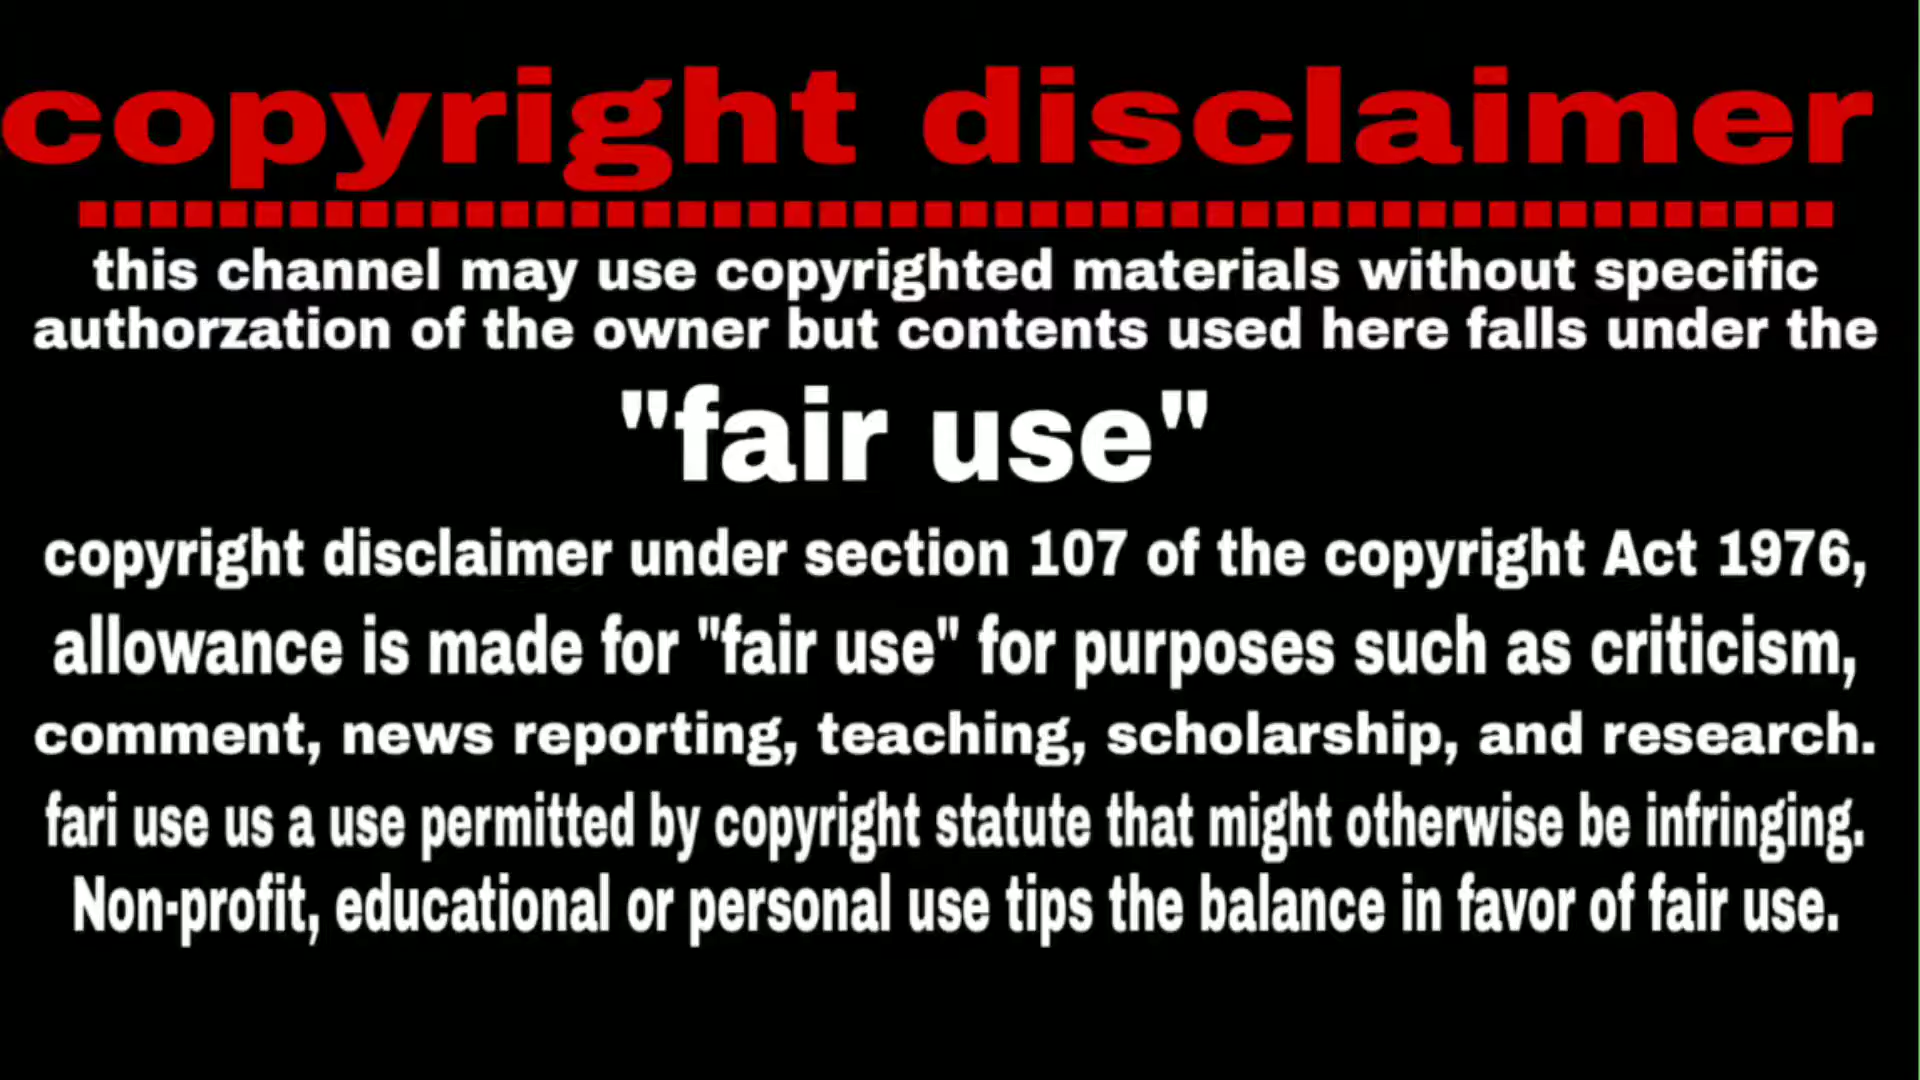 copyright disclaimer
this channel may use copyrighted materials without specific
authorzation of the owner but contents used here falls under the
"fair use"
copyright disclaimer under section 107 of the copyright Act 1976,
allowance is made for "fair use" for purposes such as criticism,
comment, news reporting, teaching, scholarship, and research.
fari use us a use permitted by copyright statute that might otherwise be infringing.
Non-profit, educational or personal use tips the balance in favor of fair use.